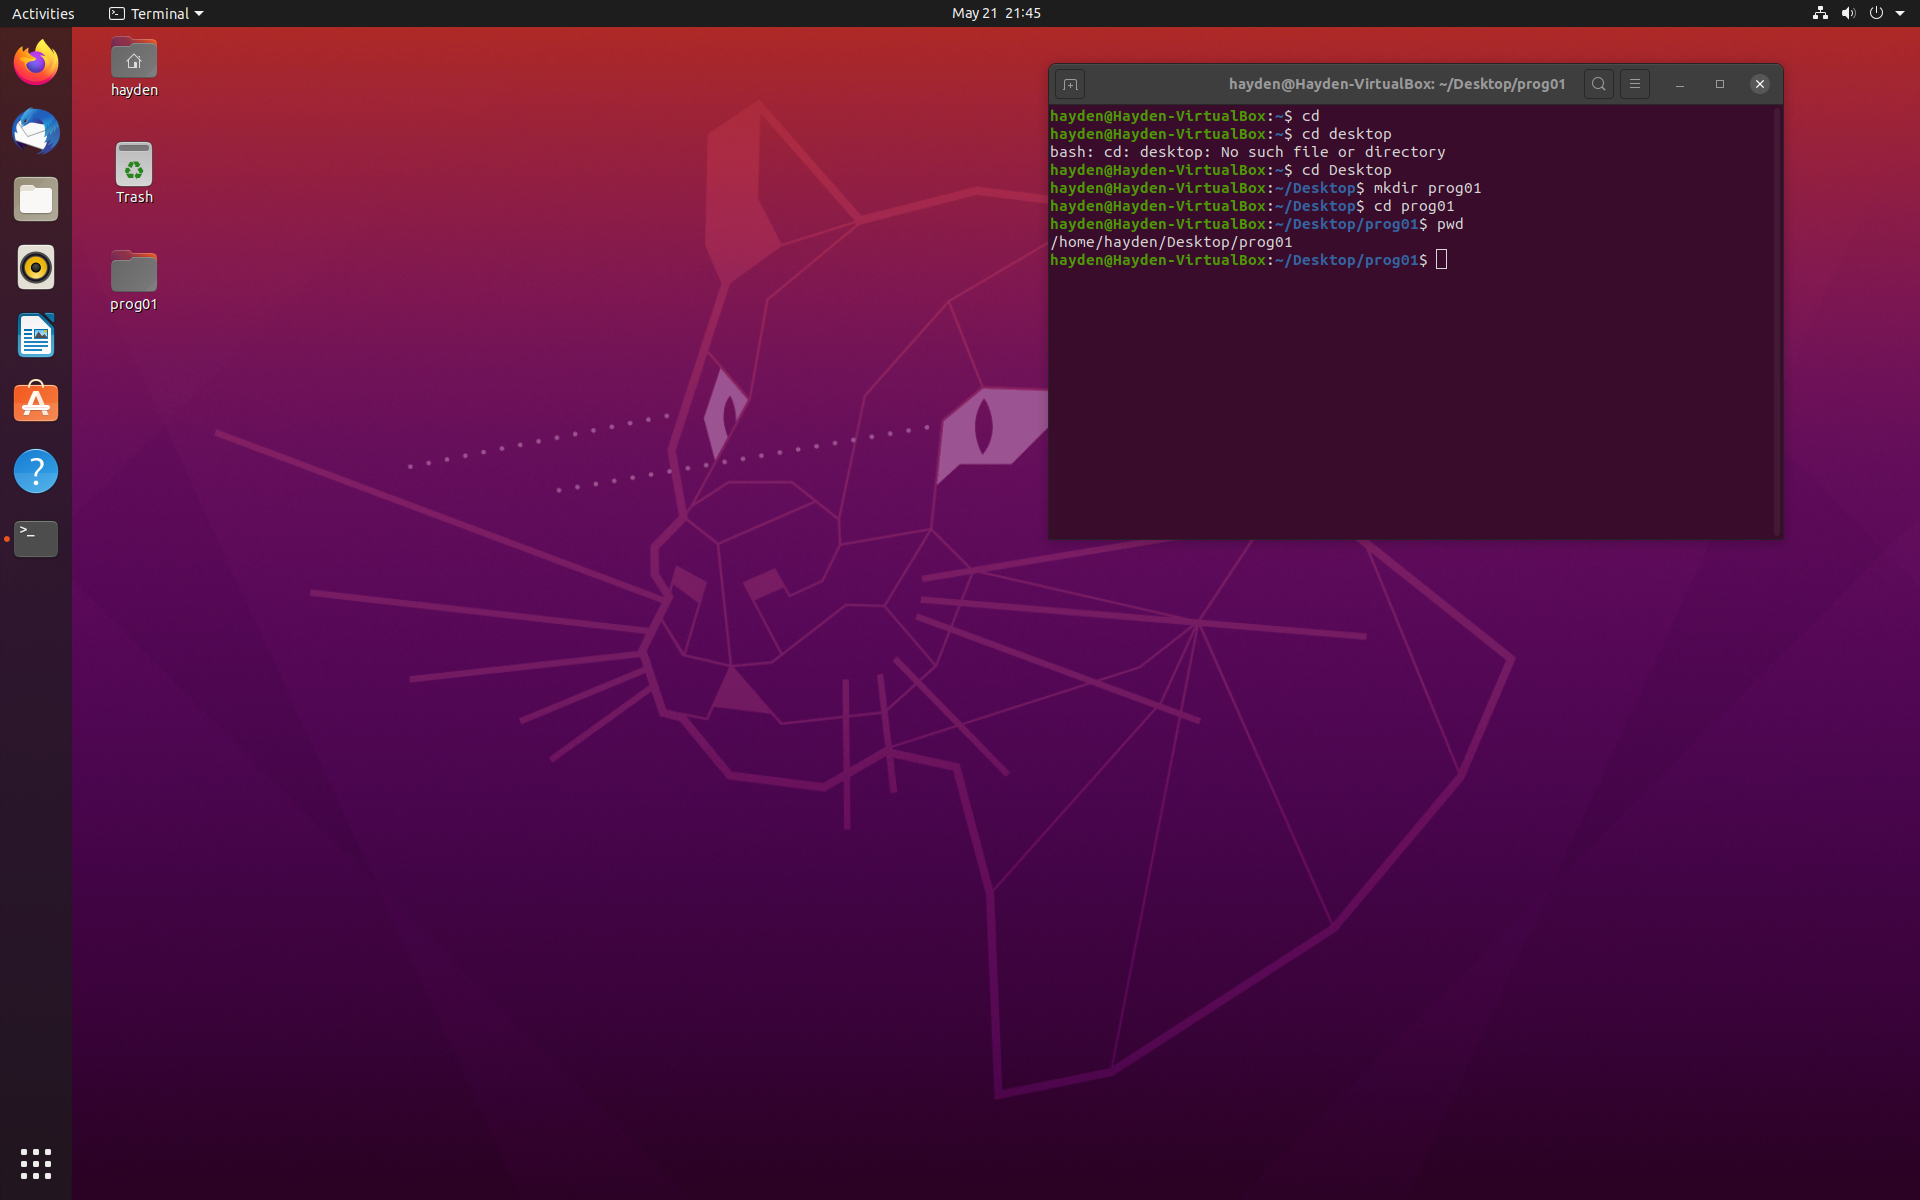 Activities
Terminal
May 21 21:45
hayden
Trash
prog01
hayden@Hayden-VirtualBox: ~/Desktop/prog01
hayden@Hayden-VirtualBox:~$ cd
hayden@Hayden-VirtualBox:~$ cd desktop
bash: cd: desktop: No such file or directory
hayden@Hayden-VirtualBox:~$ cd Desktop
hayden@Hayden-VirtualBox:~/Desktop$ mkdir prog01
hayden@Hayden-VirtualBox:~/Desktop$ cd prog01
hayden@Hayden-VirtualBox:~/Desktop/prog01$ pwd
/home/hayden/Desktop/prog01
hayden@Hayden-VirtualBox:~/Desktop/prog01$